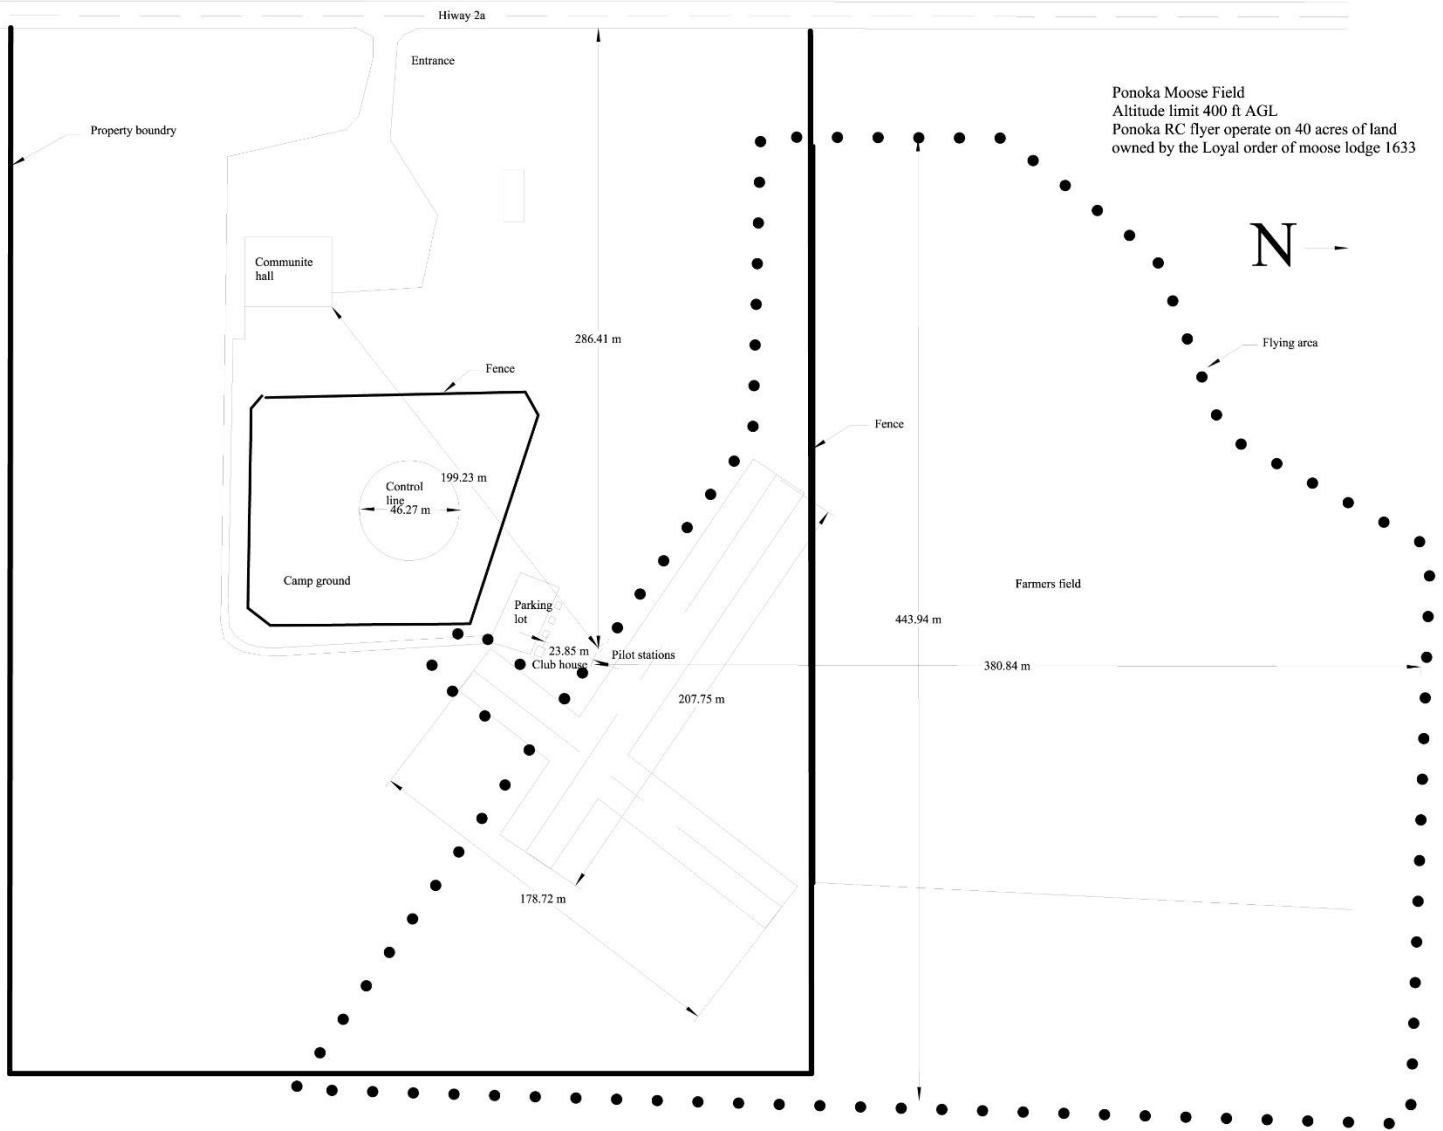 Hiway 2a
Entrance
Ponoka Moose Field
Altitude limit 400 ft AGL
Ponoka RC flyer operate on 40 acres of land
owned by the Loyal order of moose lodge 1633
Property boundry
N
Communite
hall
286.41 m
Flying area
Fence
Fence
199.23 m
Control
line
46.27 m
Camp ground
Farmers field
Parking
lot
443.94 m
23.85 m
Pilot stations
Club house
380.84 m
207.75 m
178.72 m